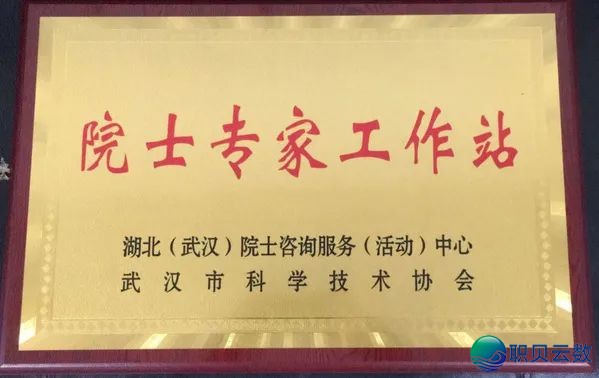 院士专家工作站
湖北（武汉）院士咨询服务（活动）中心
武汉市科学技术协会
职贝云数